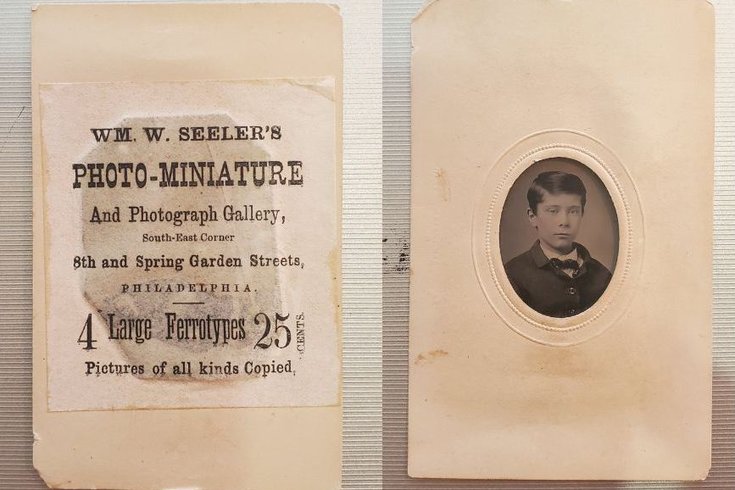 WM. W. SEELER'S
PHOTO-MINIATURE
And Photograph Gallery,
South-East Corner
8th and Spring Garden Streets,
PHILADELPHIA.
4 Large Ferrotypes 25 CENTS.
Pictures of all kinds Copied,